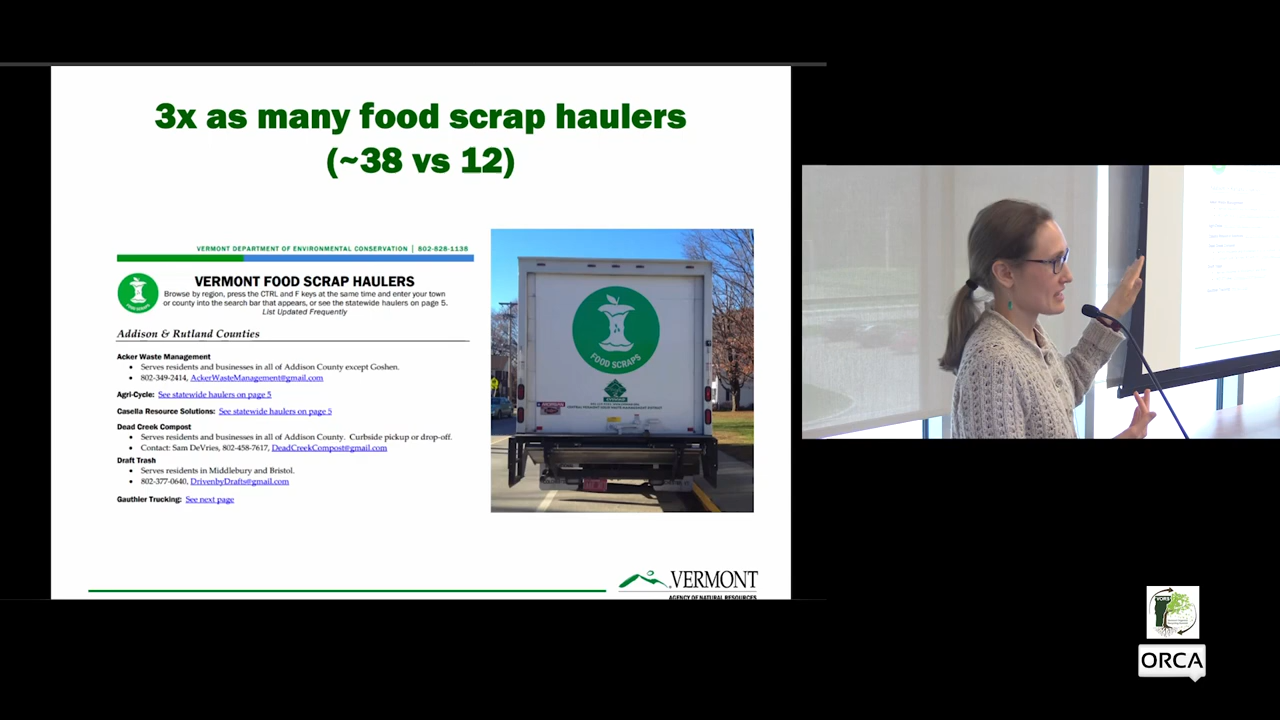 3x as many food scrap haulers
(~38 vs 12)
VERMONT DEPARTMENT OF ENVIRONMENTAL CONSERVATION | 802-828-1138
FOOD SCRAPS
VERMONT FOOD SCRAP HAULERS
Browse by region, press the CTRL and F keys at the same time and enter your town
or county into the search bar that appears, or see the statewide haulers on page 5.
List Updated Frequently
Addison & Rutland Counties
Acker Waste Management
• Serves residents and businesses in all of Addison County except Goshen.
• 802-349-2414, AckerWasteManagement@gmail.com
Agri-Cycle: See statewide haulers on page 5
Casella Resource Solutions: See statewide haulers on page 5
Dead Creek Compost
• Serves residents and businesses in all of Addison County. Curbside pickup or drop-off.
• Contact: Sam DeVries, 802-458-7617, DeadCreekCompost@gmail.com
Draft Trash
• Serves residents in Middlebury and Bristol.
• 802-377-0640, DrivenbyDrafts@gmail.com
Gauthier Trucking: See next page
FOOD SCRAPS
VERMONT
AGENCY OF NATURAL RESOURCES
ORCA